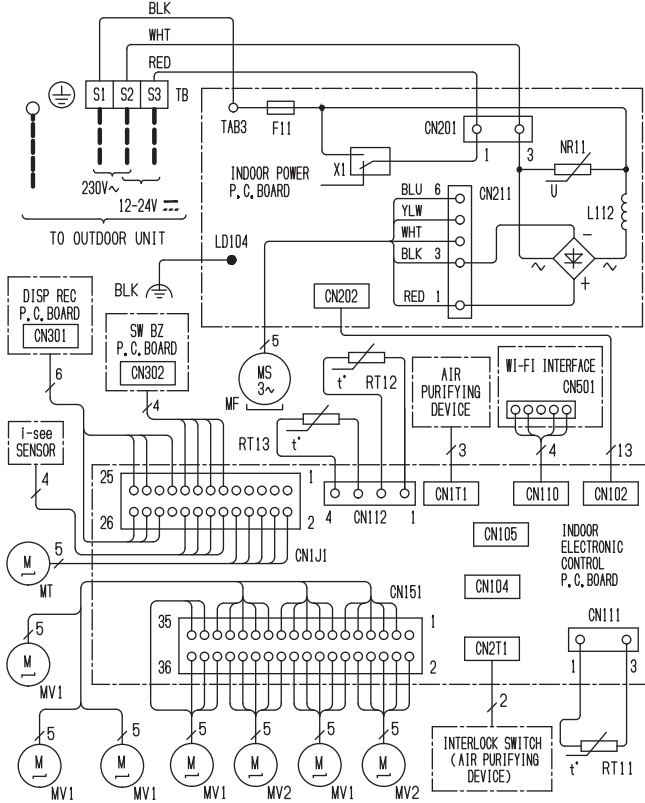 BLK
WHT
RED
S1 S2 S3 TB
TAB3
F11
CN201
1 3
NR11
U
X1
INDOOR POWER
P.C.BOARD
230V~
12-24V ⎓
TO OUTDOOR UNIT
BLU 6
CN211
YLW
WHT
BLK 3
RED 1
L112
~ − ~ +
LD104
BLK
CN202
DISP REC
P.C.BOARD
CN301
SW BZ
P.C.BOARD
CN302
6
4
5
MS
3~
MF
t° RT12
RT13 t°
AIR
PURIFYING
DEVICE
WI-FI INTERFACE
CN501
i-see
SENSOR
4
3
4
13
25 1
26 2
CN1J1
4 CN112 1
CN1T1
CN110
CN102
CN105
INDOOR
ELECTRONIC
CONTROL
P.C.BOARD
M
MT
5
CN104
CN151
35 1
36 2
CN2T1
CN111
1 3
5
M
MV1
2
5 5 5 5 5 5
M M M M M M
MV1 MV1 MV1 MV2 MV1 MV2
INTERLOCK SWITCH
(AIR PURIFYING
DEVICE)
t° RT11